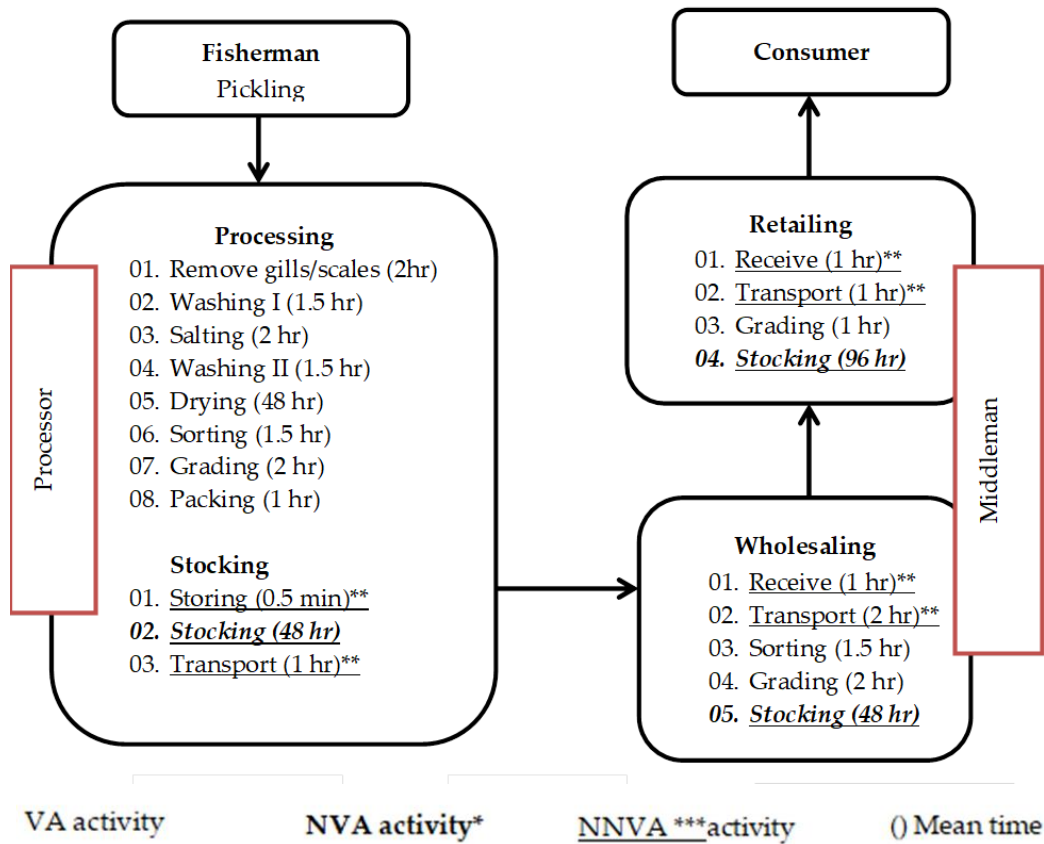 Fisherman
Pickling
Consumer
Processing
01. Remove gills/scales (2hr)
02. Washing I (1.5 hr)
03. Salting (2 hr)
04. Washing II (1.5 hr)
05. Drying (48 hr)
06. Sorting (1.5 hr)
07. Grading (2 hr)
08. Packing (1 hr)
Stocking
01. Storing (0.5 min)**
02. Stocking (48 hr)
03. Transport (1 hr)**
Processor
Retailing
01. Receive (1 hr)**
02. Transport (1 hr)**
03. Grading (1 hr)
04. Stocking (96 hr)
Wholesaling
01. Receive (1 hr)**
02. Transport (2 hr)**
03. Sorting (1.5 hr)
04. Grading (2 hr)
05. Stocking (48 hr)
Middleman
VA activity NVA activity* NNVA ***activity () Mean time